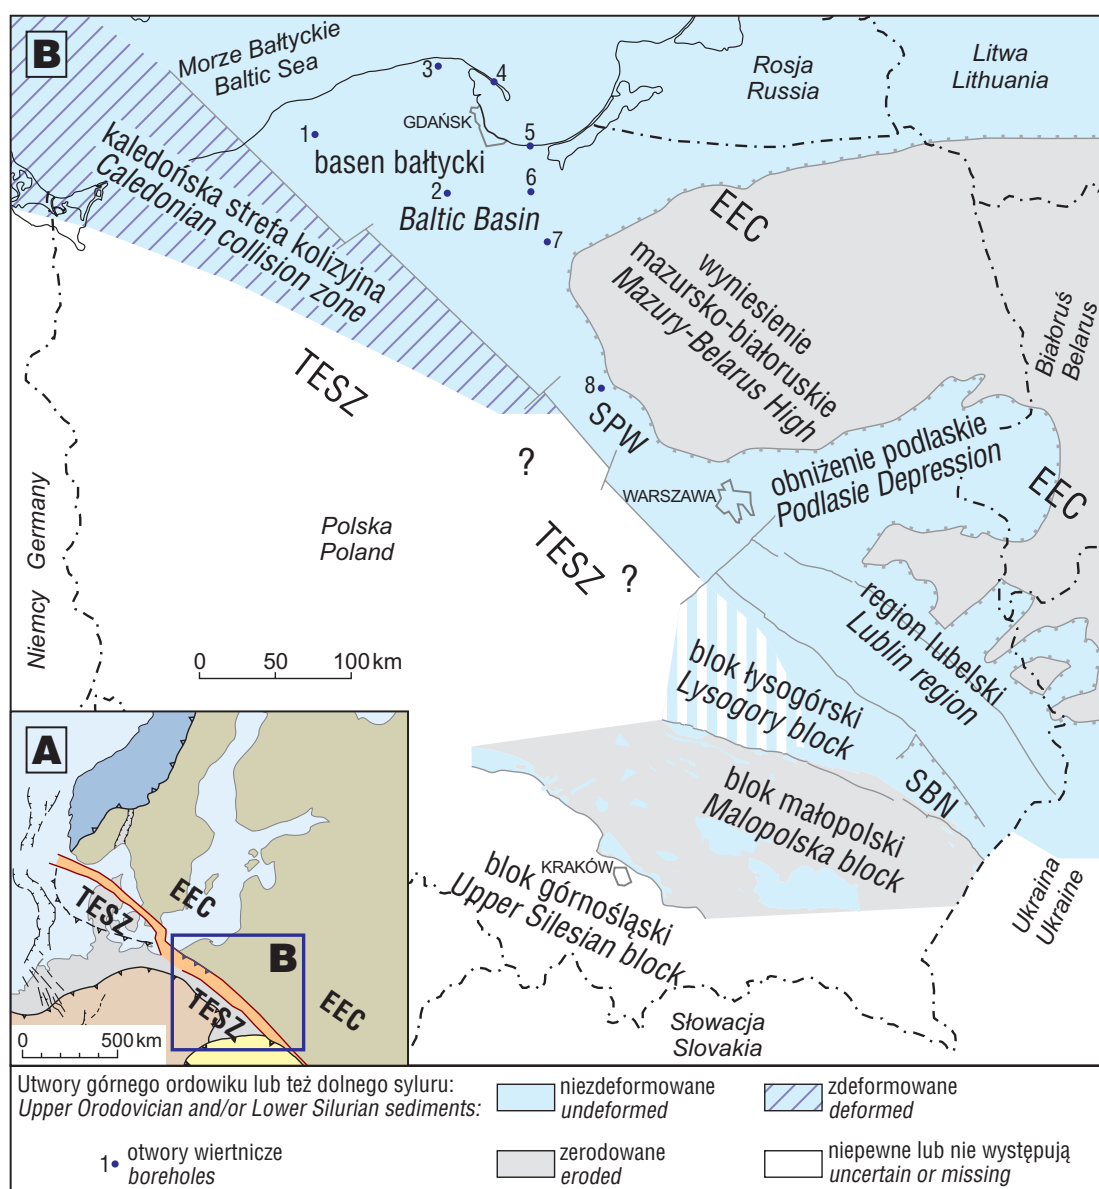 B
Morze Bałtyckie
Baltic Sea
Rosja
Russia
Litwa
Lithuania
3
4
GDAŃSK
1
5
basen bałtycki
2
6
Baltic Basin
7
kaledońska strefa kolizyjna
Caledonian collision zone
EEC
wyniesienie
mazursko-białoruskie
Mazury-Belarus High
Białoruś
Belarus
TESZ
8
SPW
?
obniżenie podlaskie
Podlasie Depression
EEC
WARSZAWA
Niemcy
Germany
Polska
Poland
TESZ
?
region lubelski
Lublin region
0 50 100 km
blok łysogórski
Lysogory block
SBN
blok małopolski
Malopolska block
KRAKÓW
blok górnośląski
Upper Silesian block
Ukraina
Ukraine
Słowacja
Slovakia
A
TESZ
EEC
B
TESZ
EEC
0 500 km
Utwory górnego ordowiku lub też dolnego syluru:
Upper Orodovician and/or Lower Silurian sediments:
niezdeformowane
undeformed
zdeformowane
deformed
1 otwory wiertnicze
boreholes
zerodowane
eroded
niepewne lub nie występują
uncertain or missing